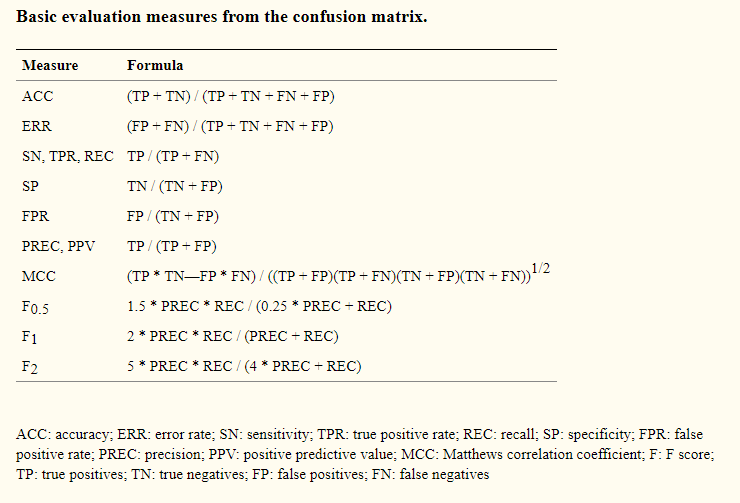 Basic evaluation measures from the confusion matrix.
Measure Formula
ACC (TP + TN) / (TP + TN + FN + FP)
ERR (FP + FN) / (TP + TN + FN + FP)
SN, TPR, REC TP / (TP + FN)
SP TN / (TN + FP)
FPR FP / (TN + FP)
PREC, PPV TP / (TP + FP)
MCC (TP * TN—FP * FN) / ((TP + FP)(TP + FN)(TN + FP)(TN + FN))1/2
F0.5 1.5 * PREC * REC / (0.25 * PREC + REC)
F1 2 * PREC * REC / (PREC + REC)
F2 5 * PREC * REC / (4 * PREC + REC)
ACC: accuracy; ERR: error rate; SN: sensitivity; TPR: true positive rate; REC: recall; SP: specificity; FPR: false
positive rate; PREC: precision; PPV: positive predictive value; MCC: Matthews correlation coefficient; F: F score;
TP: true positives; TN: true negatives; FP: false positives; FN: false negatives